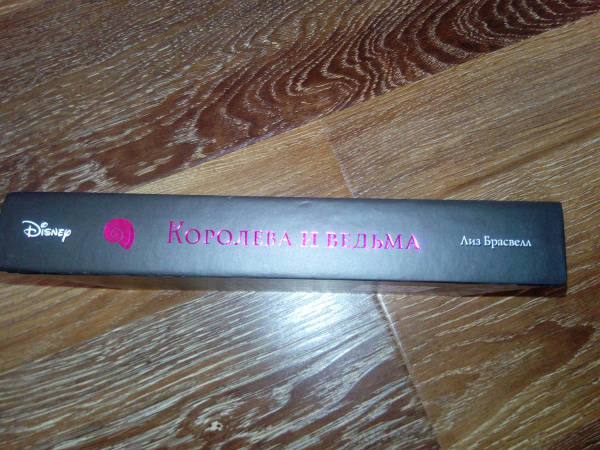 Disney
Королева и ведьма
Лиз Брасвелл